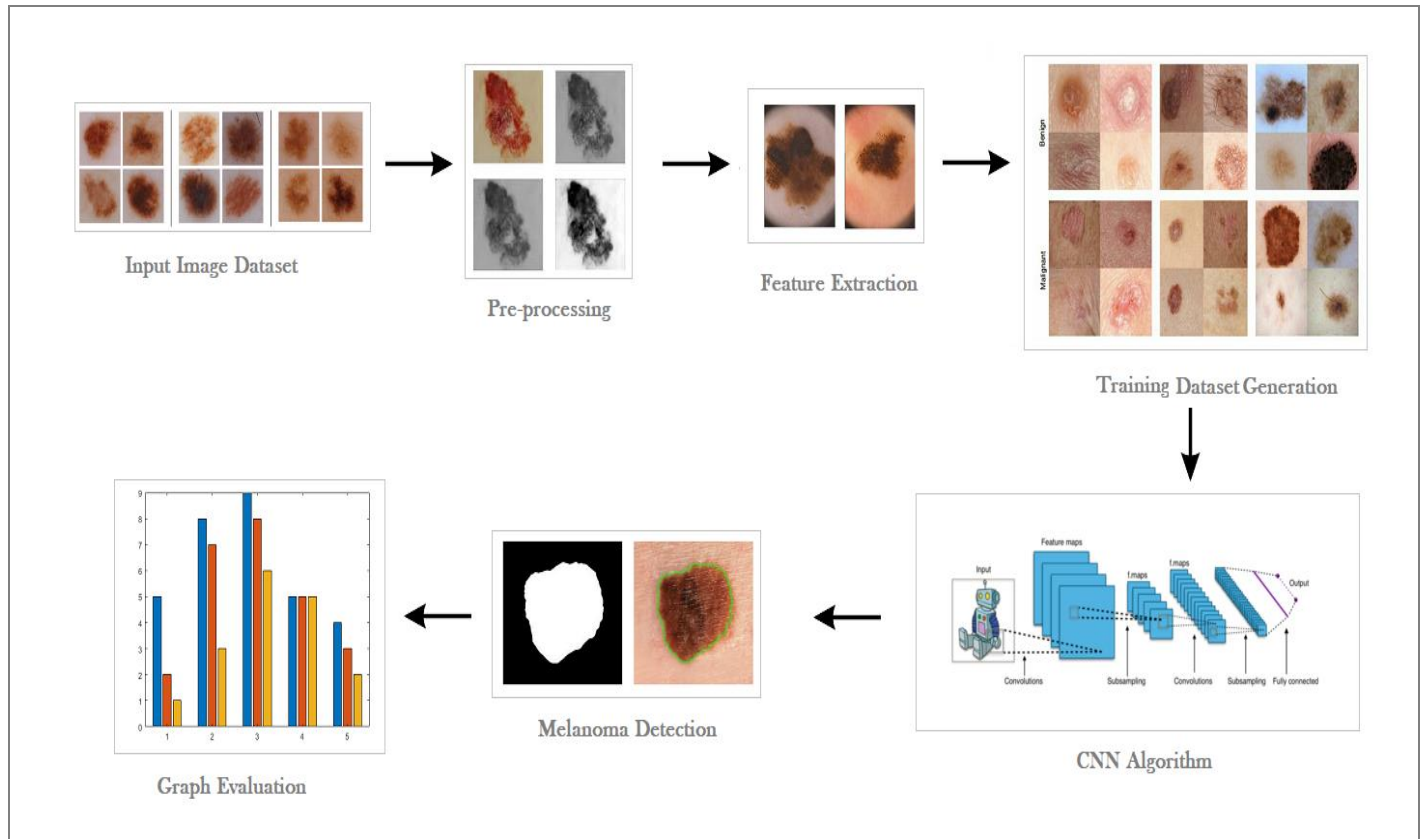 Input Image Dataset
Pre-processing
Feature Extraction
Benign
Malignant
Training Dataset Generation
Input
Feature maps
f.maps
f.maps
Output
Convolutions
Subsampling
Convolutions
Subsampling
Fully connected
CNN Algorithm
Melanoma Detection
9
8
7
6
5
4
3
2
1
0
1 2 3 4 5
Graph Evaluation